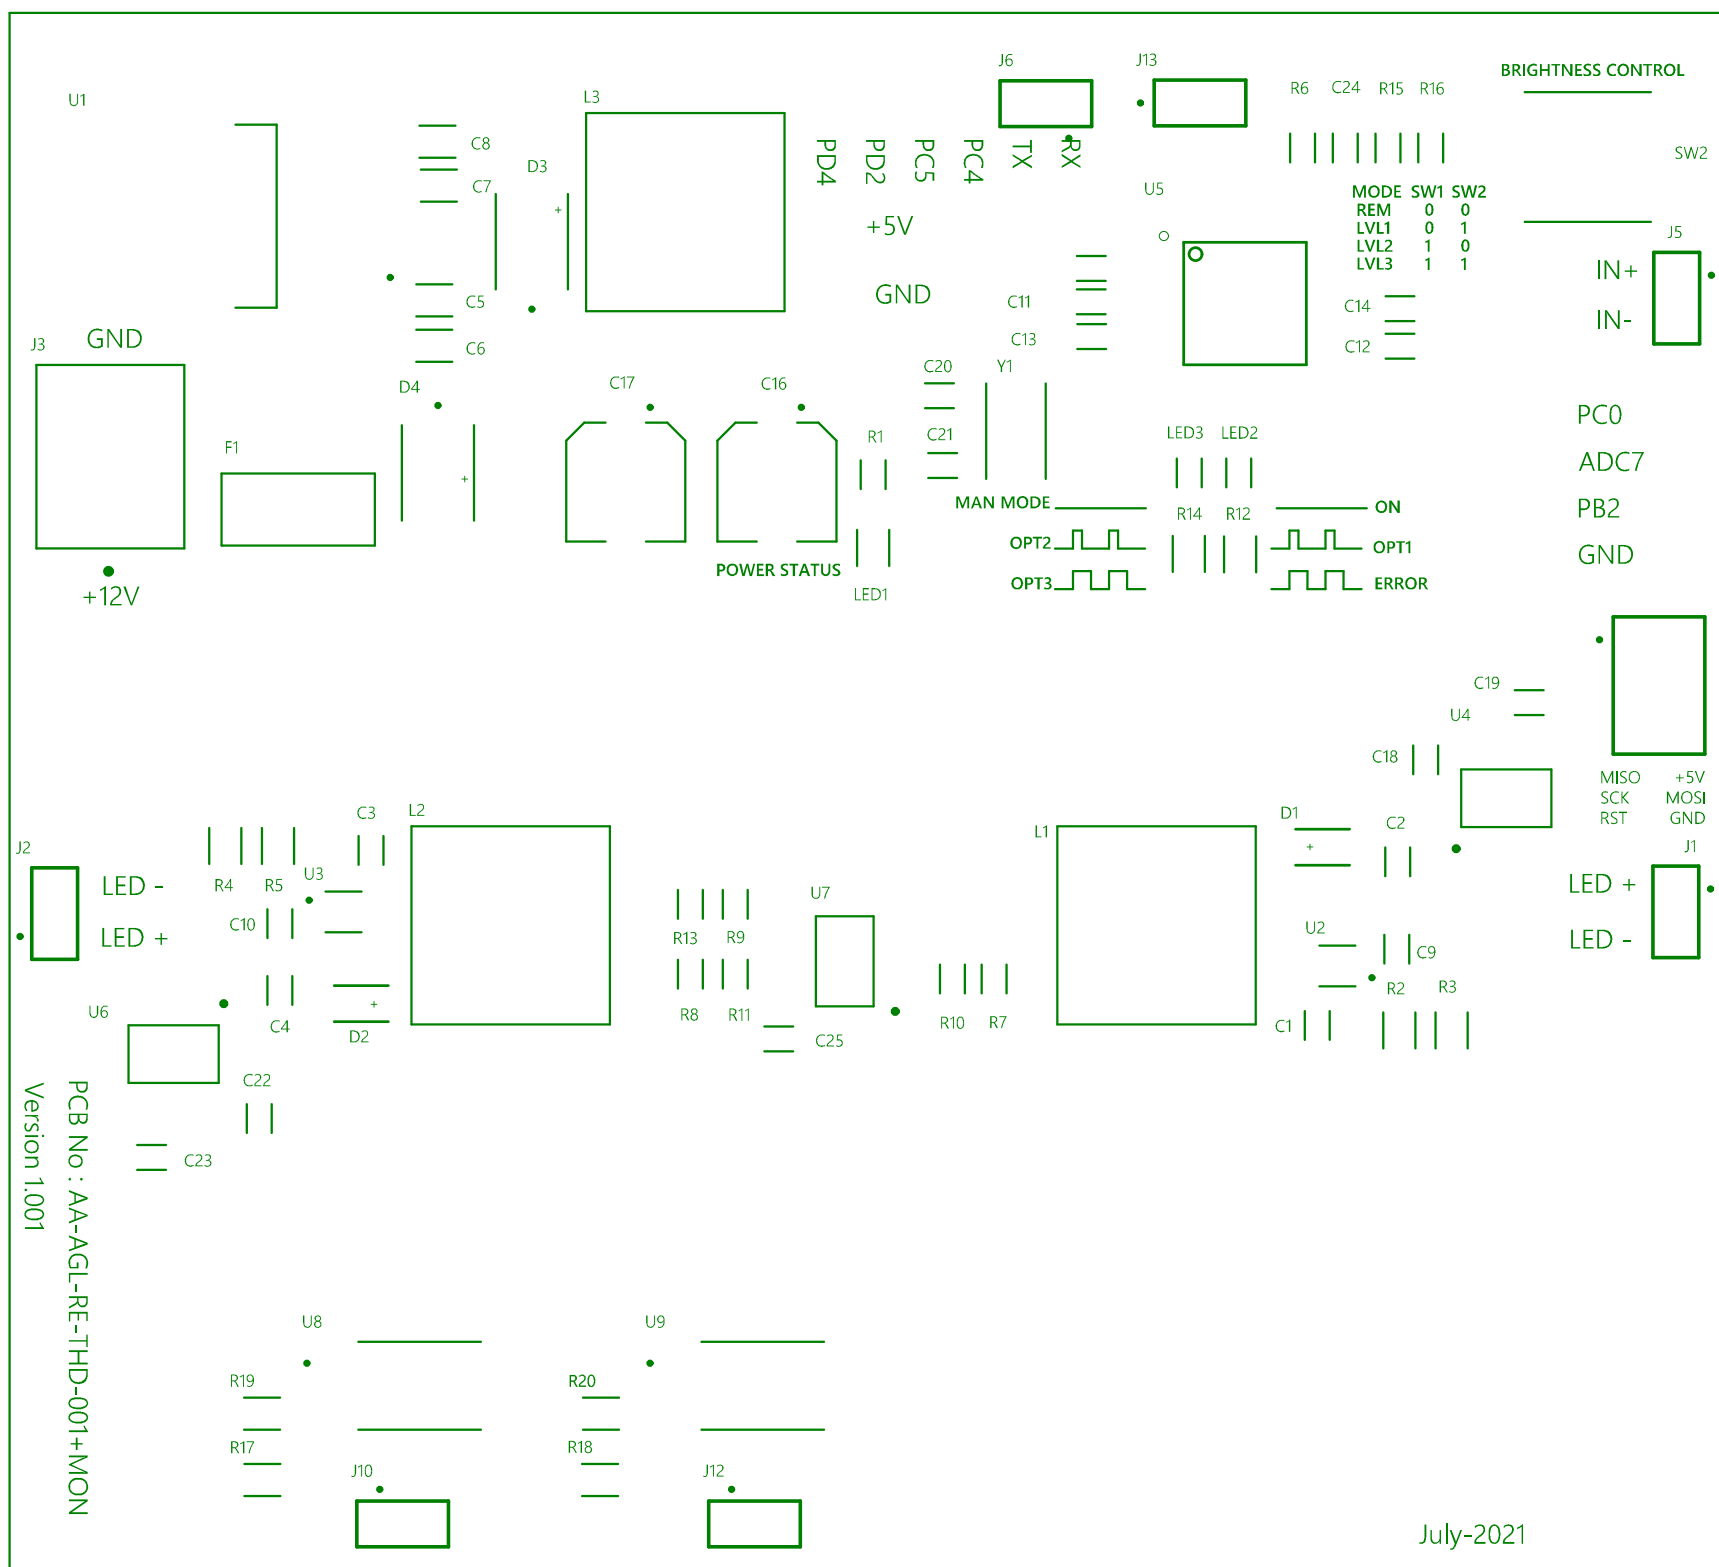 J6
J13
BRIGHTNESS CONTROL
U1
L3
R6
C24
R15
R16
C8
D3
C7
PD4
PD2
PC5
PC4
TX
RX
SW2
U5
MODE SW1 SW2
REM 0 0
LVL1 0 1
LVL2 1 0
LVL3 1 1
+
+5V
J5
IN+
GND
C5
C11
C14
IN-
GND
J3
C6
C13
C12
D4
C17
C16
C20
Y1
PC0
F1
R1
C21
LED3
LED2
ADC7
+
MAN MODE
ON
PB2
R14
R12
OPT2
OPT1
GND
POWER STATUS
OPT3
ERROR
+12V
LED1
C19
U4
C18
MISO +5V
SCK MOSI
RST GND
C3
L2
L1
D1
C2
+
J2
J1
U3
LED -
R4
R5
U7
LED +
C10
LED +
U2
R13
R9
C9
LED -
U6
+
R2
R3
C4
D2
R8
R11
C25
R10
R7
C1
C22
C23
PCB No : AA-AGL-RE-THD-001+MON
Version 1.001
U8
U9
R19
R20
R17
R18
J10
J12
July-2021